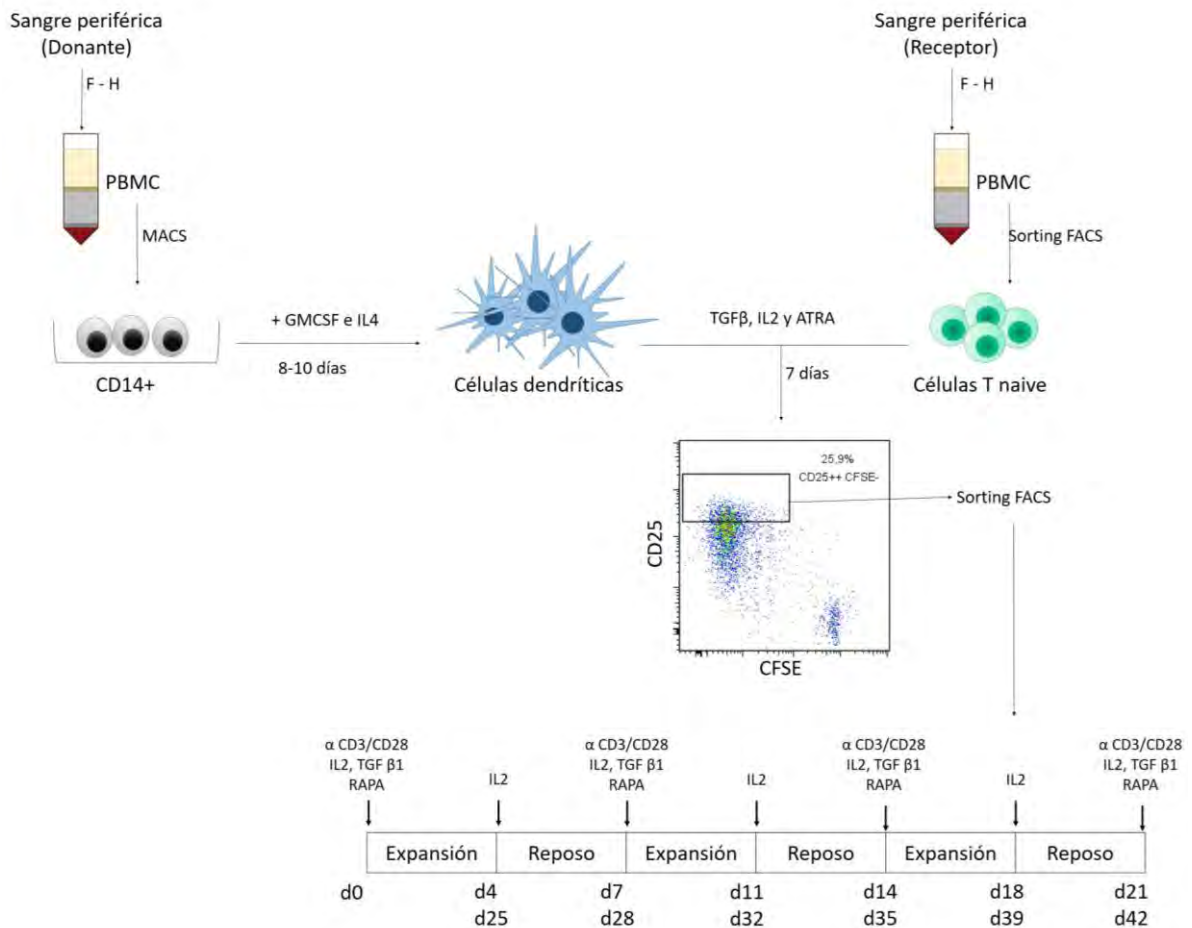 Sangre periférica
(Donante)
F - H
PBMC
MACS
CD14+
+ GMCSF e IL4
8-10 días
Células dendríticas
TGFβ, IL2 y ATRA
7 días
Sangre periférica
(Receptor)
F - H
PBMC
Sorting FACS
Células T naive
25,9%
CD25++ CFSE-
CD25
CFSE
Sorting FACS
α CD3/CD28
IL2, TGF β1
RAPA
IL2
α CD3/CD28
IL2, TGF β1
RAPA
IL2
α CD3/CD28
IL2, TGF β1
RAPA
IL2
α CD3/CD28
IL2, TGF β1
RAPA
Expansión Reposo Expansión Reposo Expansión Reposo
d0 d4 d7 d11 d14 d18 d21
d25 d28 d32 d35 d39 d42